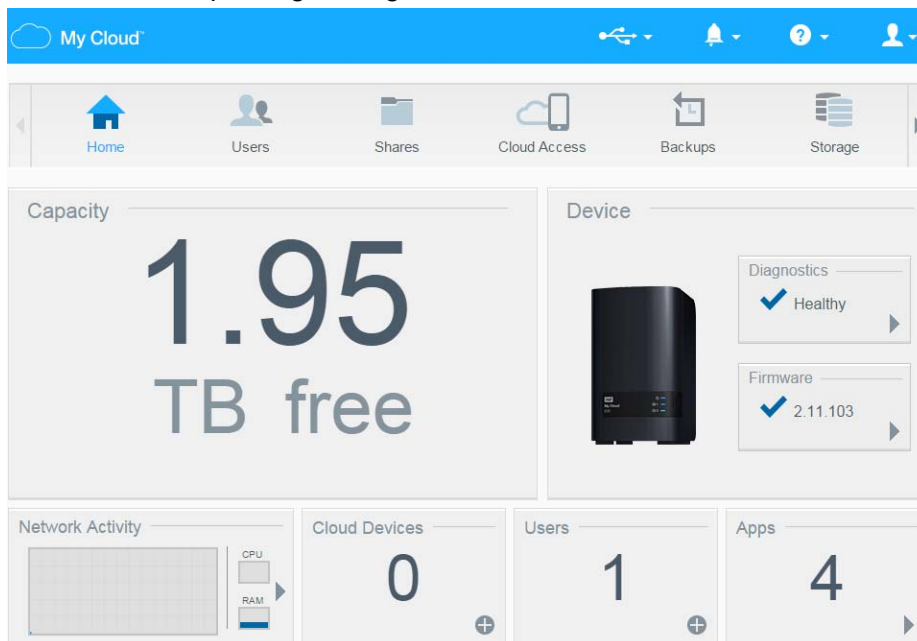 My Cloud™
Home
Users
Shares
Cloud Access
Backups
Storage
Capacity
1.95
TB free
Device
Diagnostics
Healthy
Firmware
2.11.103
Network Activity
CPU
RAM
Cloud Devices
0
Users
1
Apps
4